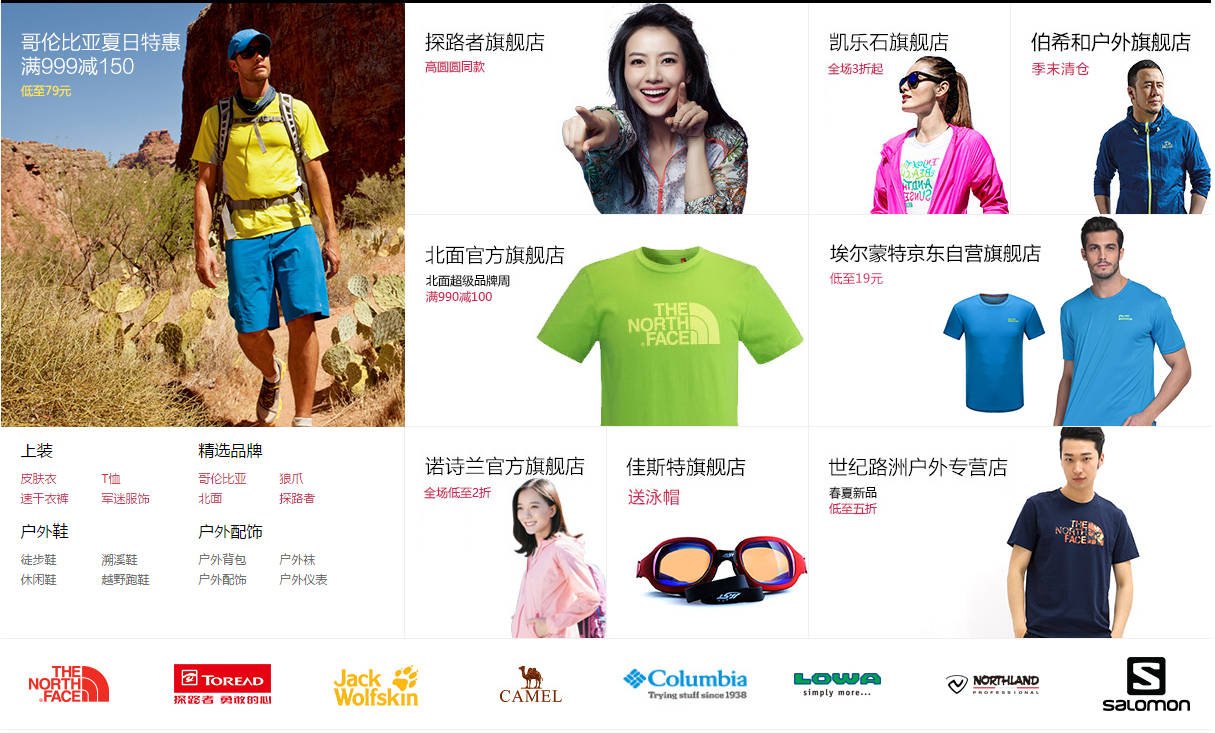 哥伦比亚夏日特惠
满999减150
低至79元
探路者旗舰店
高圆圆同款
凯乐石旗舰店
全场3折起
伯希和户外旗舰店
季末清仓
北面官方旗舰店
北面超级品牌周
满990减100
THE
NORTH
FACE
埃尔蒙特京东自营旗舰店
低至19元
上装
皮肤衣 T恤
速干衣裤 军迷服饰
精选品牌
哥伦比亚 狼爪
北面 探路者
户外鞋
徒步鞋 溯溪鞋
休闲鞋 越野跑鞋
户外配饰
户外背包 户外袜
户外配饰 户外仪表
诺诗兰官方旗舰店
全场低至2折
佳斯特旗舰店
送泳帽
世纪路洲户外专营店
春夏新品
低至五折
THE
NORTH
FACE
THE
NORTH
FACE
TOREAD
探路者 勇敢的心
Jack
Wolfskin
CAMEL
Columbia
Trying stuff since 1938
LOWA
simply more...
NORTHLAND
PROFESSIONAL
S
SALOMON